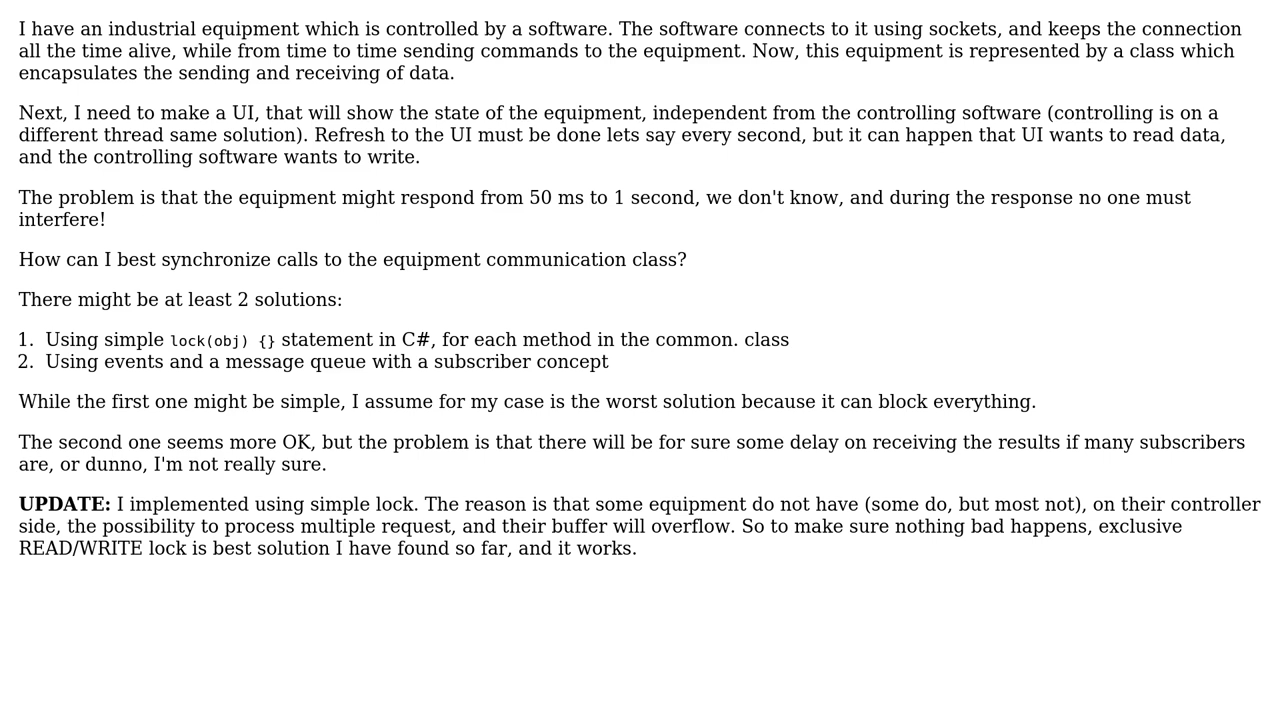 I have an industrial equipment which is controlled by a software. The software connects to it using sockets, and keeps the connection
all the time alive, while from time to time sending commands to the equipment. Now, this equipment is represented by a class which
encapsulates the sending and receiving of data.
Next, I need to make a UI, that will show the state of the equipment, independent from the controlling software (controlling is on a
different thread same solution). Refresh to the UI must be done lets say every second, but it can happen that UI wants to read data,
and the controlling software wants to write.
The problem is that the equipment might respond from 50 ms to 1 second, we don't know, and during the response no one must
interfere!
How can I best synchronize calls to the equipment communication class?
There might be at least 2 solutions:
1. Using simple lock(obj) {} statement in C#, for each method in the common. class
2. Using events and a message queue with a subscriber concept
While the first one might be simple, I assume for my case is the worst solution because it can block everything.
The second one seems more OK, but the problem is that there will be for sure some delay on receiving the results if many subscribers
are, or dunno, I'm not really sure.
UPDATE: I implemented using simple lock. The reason is that some equipment do not have (some do, but most not), on their controller
side, the possibility to process multiple request, and their buffer will overflow. So to make sure nothing bad happens, exclusive
READ/WRITE lock is best solution I have found so far, and it works.